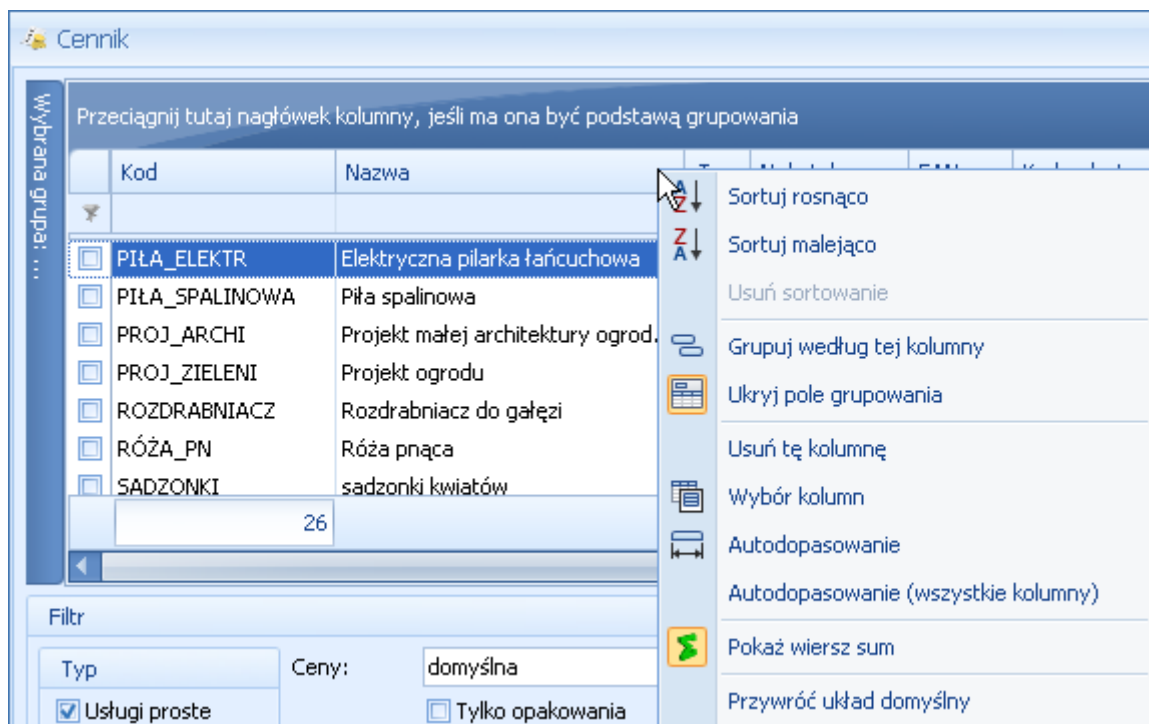 Cennik
Wybrana grupa: ...
Przeciągnij tutaj nagłówek kolumny, jeśli ma ona być podstawą grupowania
Kod Nazwa
PIŁA_ELEKTR Elektryczna pilarka łańcuchowa
PIŁA_SPALINOWA Piła spalinowa
PROJ_ARCHI Projekt małej architektury ogrod.
PROJ_ZIELENI Projekt ogrodu
ROZDRABNIACZ Rozdrabniacz do gałęzi
RÓŻA_PN Róża pnąca
SADZONKI sadzonki kwiatów
26
Sortuj rosnąco
Sortuj malejąco
Usuń sortowanie
Grupuj według tej kolumny
Ukryj pole grupowania
Usuń tę kolumnę
Wybór kolumn
Autodopasowanie
Autodopasowanie (wszystkie kolumny)
Pokaż wiersz sum
Przywróć układ domyślny
Filtr
Typ Ceny: domyślna
Usługi proste Tylko opakowania